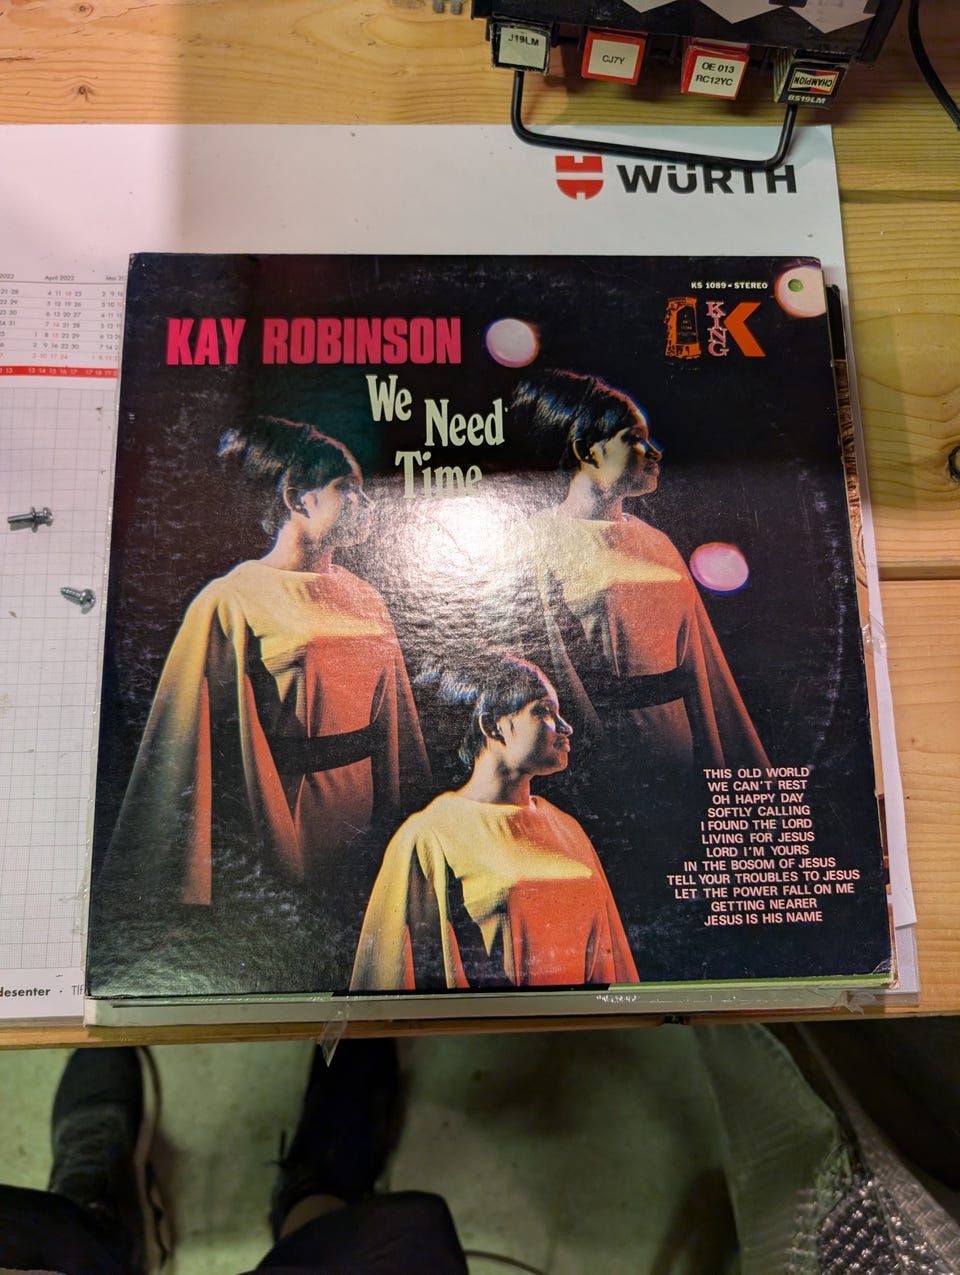 J19LM
CJ7Y
OE 013
RC12YC
CHAMPION
RS19LM
WÜRTH
2022 April 2022 Mai
KS 1089 • STEREO
KING K
KAY ROBINSON
We
Need
Time
THIS OLD WORLD
WE CAN'T REST
OH HAPPY DAY
SOFTLY CALLING
I FOUND THE LORD
LIVING FOR JESUS
LORD I'M YOURS
IN THE BOSOM OF JESUS
TELL YOUR TROUBLES TO JESUS
LET THE POWER FALL ON ME
GETTING NEARER
JESUS IS HIS NAME
desenter